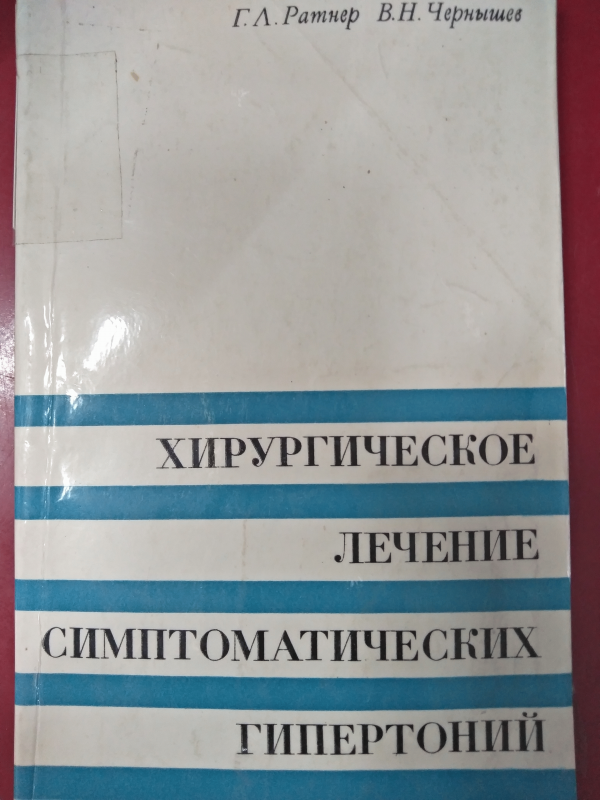 Г. Л. Ратнер В. Н. Чернышев
ХИРУРГИЧЕСКОЕ
ЛЕЧЕНИЕ
СИМПТОМАТИЧЕСКИХ
ГИПЕРТОНИЙ